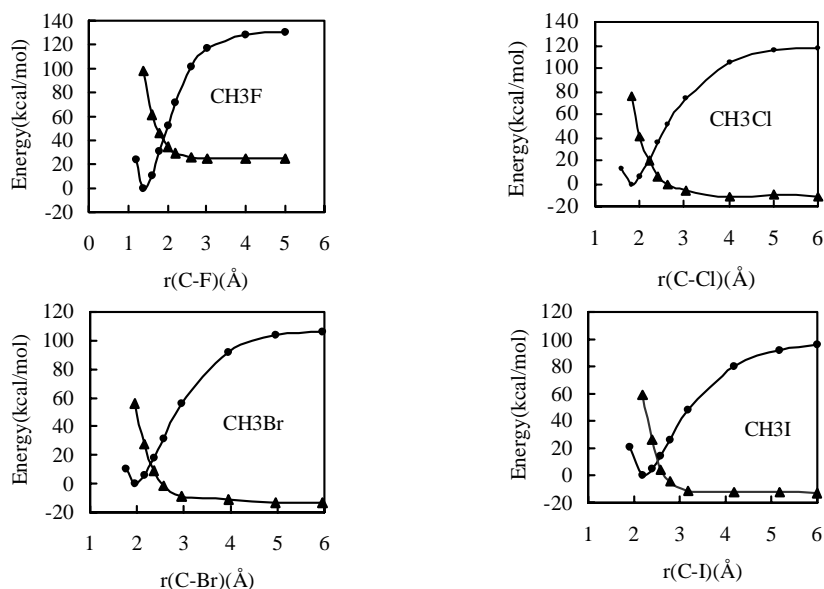 140
120
100
80
60
40
20
0
-20
Energy(kcal/mol)
CH3F
0 1 2 3 4 5 6
r(C-F)(Å)
140
120
100
80
60
40
20
0
-20
Energy(kcal/mol)
CH3Cl
1 2 3 4 5 6
r(C-Cl)(Å)
120
100
80
60
40
20
0
-20
Energy(kcal/mol)
CH3Br
1 2 3 4 5 6
r(C-Br)(Å)
120
100
80
60
40
20
0
-20
Energy(kcal/mol)
CH3I
1 2 3 4 5 6
r(C-I)(Å)